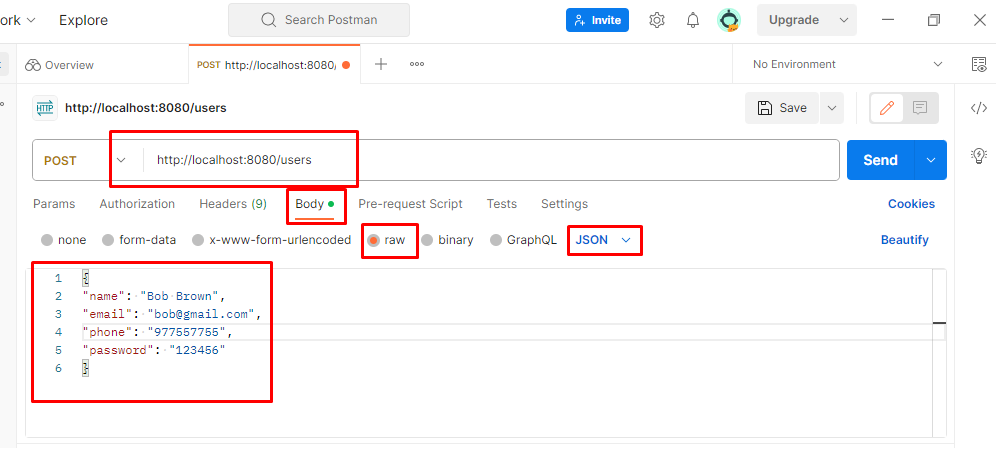 ork Explore Search Postman Invite Upgrade
Overview POST http://localhost:8080/ No Environment
HTTP http://localhost:8080/users Save
POST http://localhost:8080/users Send
Params Authorization Headers (9) Body Pre-request Script Tests Settings Cookies
none form-data x-www-form-urlencoded raw binary GraphQL JSON Beautify
1 {
2 "name": "Bob Brown",
3 "email": "bob@gmail.com",
4 "phone": "977557755",
5 "password": "123456"
6 }